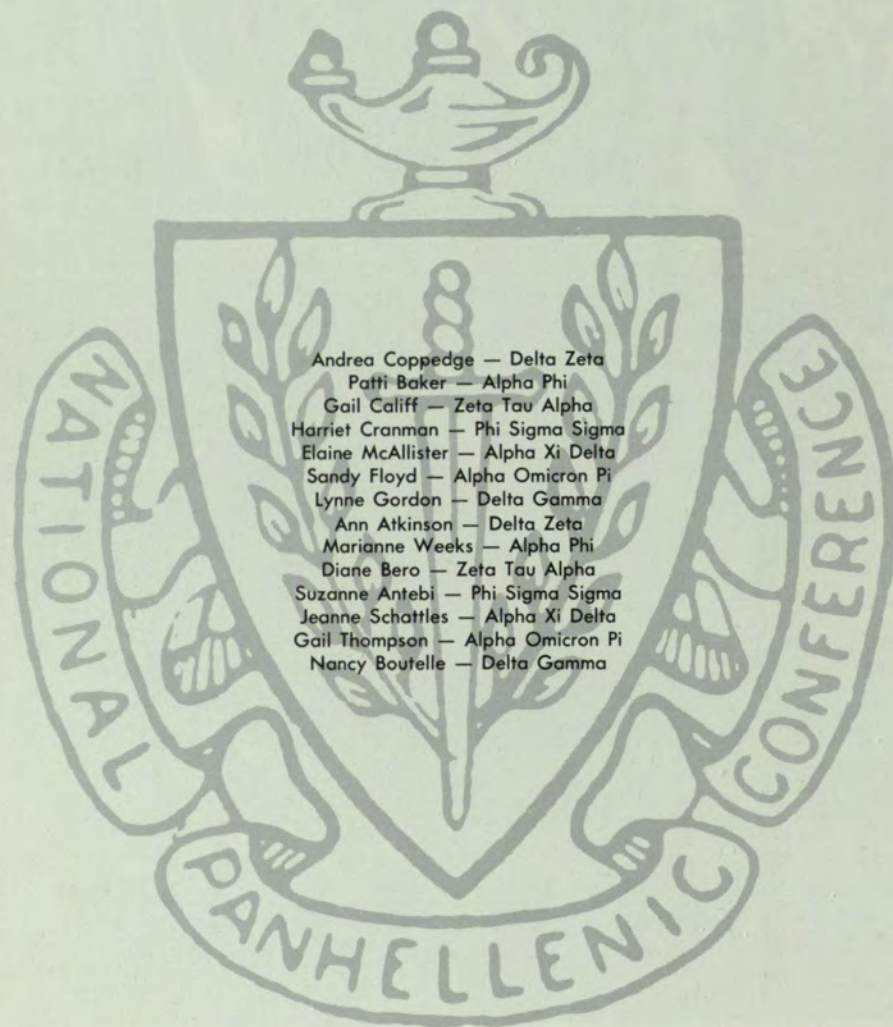 Andrea Coppedge — Delta Zeta
Patti Baker — Alpha Phi
Gail Califf — Zeta Tau Alpha
Harriet Cranman — Phi Sigma Sigma
Elaine McAllister — Alpha Xi Delta
Sandy Floyd — Alpha Omicron Pi
Lynne Gordon — Delta Gamma
Ann Atkinson — Delta Zeta
Marianne Weeks — Alpha Phi
Diane Bero — Zeta Tau Alpha
Suzanne Antebi — Phi Sigma Sigma
Jeanne Schattles — Alpha Xi Delta
Gail Thompson — Alpha Omicron Pi
Nancy Boutelle — Delta Gamma
NATIONAL
PANHELLENIC
CONFERENCE